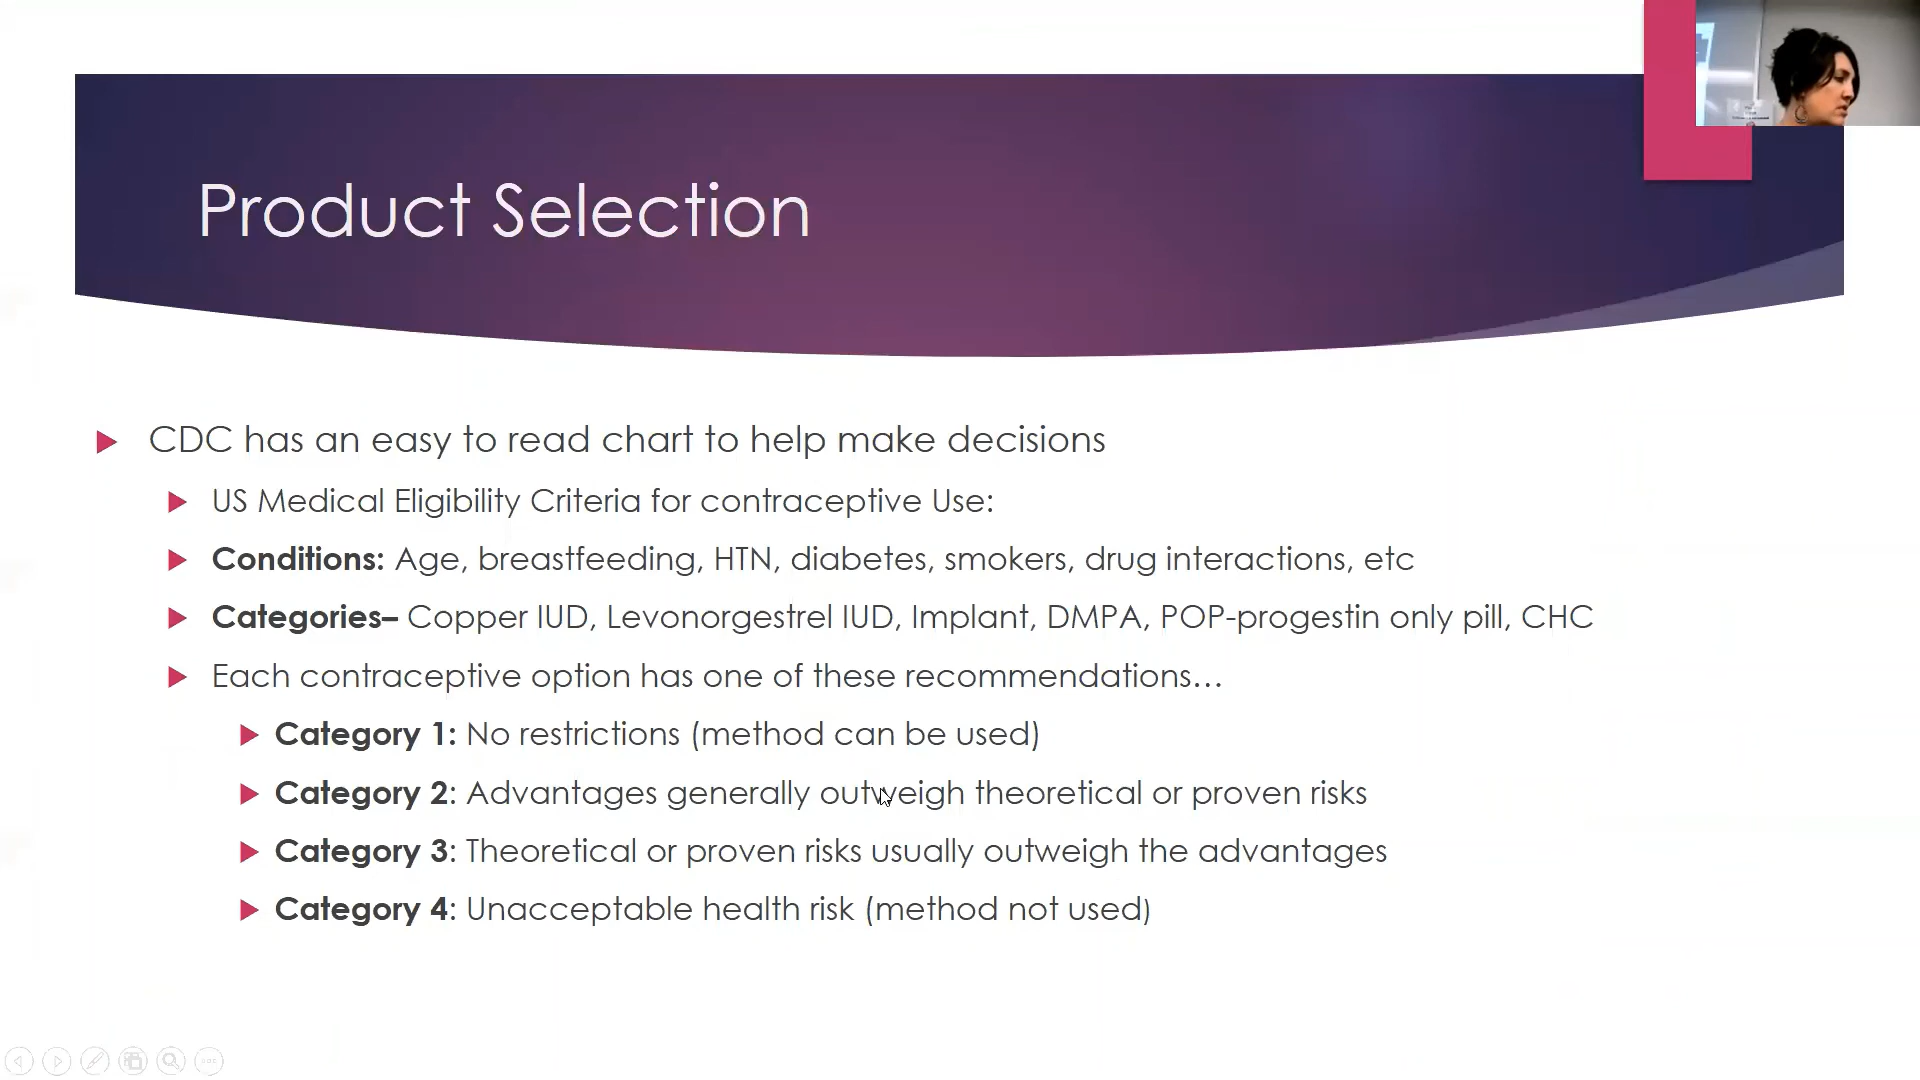 Product Selection
CDC has an easy to read chart to help make decisions
US Medical Eligibility Criteria for contraceptive Use:
Conditions: Age, breastfeeding, HTN, diabetes, smokers, drug interactions, etc
Categories– Copper IUD, Levonorgestrel IUD, Implant, DMPA, POP-progestin only pill, CHC
Each contraceptive option has one of these recommendations…
Category 1: No restrictions (method can be used)
Category 2: Advantages generally outweigh theoretical or proven risks
Category 3: Theoretical or proven risks usually outweigh the advantages
Category 4: Unacceptable health risk (method not used)